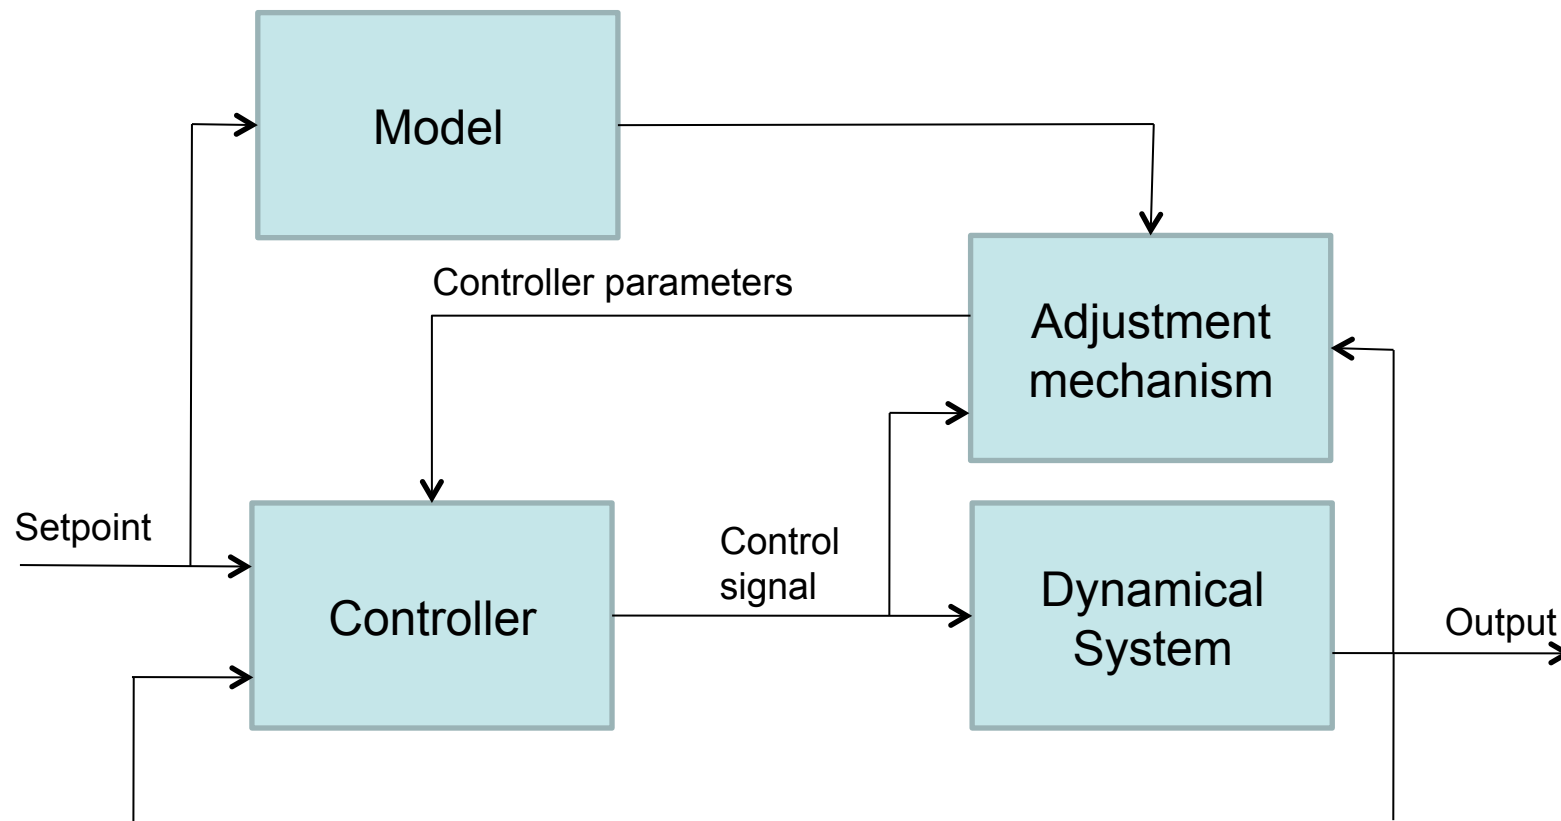 Model
Controller parameters
Adjustment
mechanism
Setpoint
Control
signal
Controller
Dynamical
System
Output